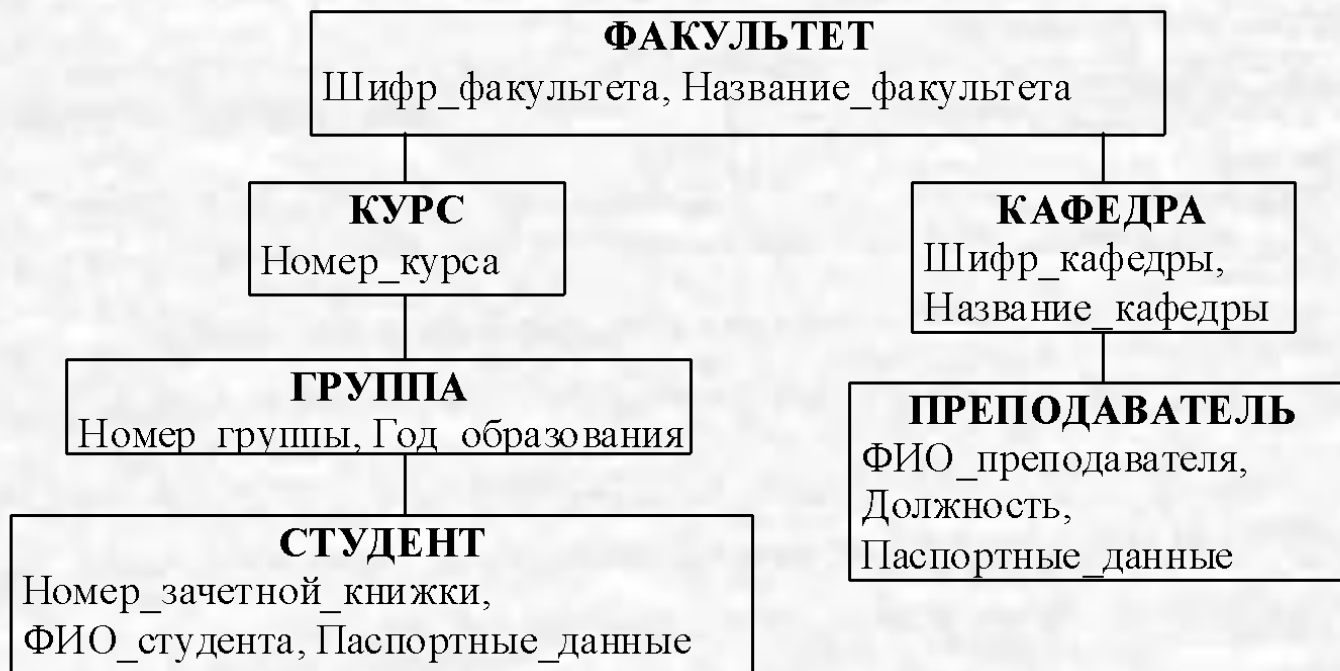 ФАКУЛЬТЕТ
Шифр_факультета, Название_факультета
КУРС
Номер_курса
КАФЕДРА
Шифр_кафедры,
Название_кафедры
ГРУППА
Номер_группы, Год_образования
ПРЕПОДАВАТЕЛЬ
ФИО_преподавателя,
Должность,
Паспортные_данные
СТУДЕНТ
Номер_зачетной_книжки,
ФИО_студента, Паспортные_данные